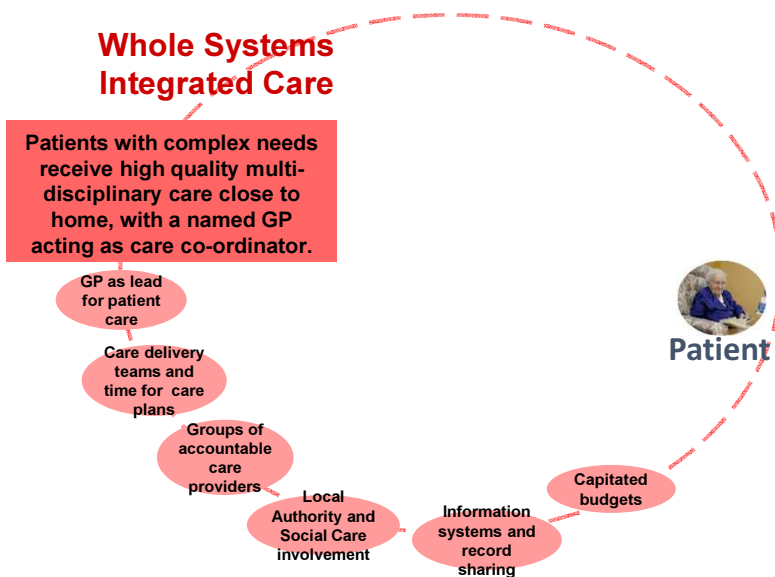 Whole Systems
Integrated Care
Patients with complex needs
receive high quality multi-
disciplinary care close to
home, with a named GP
acting as care co-ordinator.
GP as lead
for patient
care
Care delivery
teams and
time for care
plans
Groups of
accountable
care
providers
Local
Authority and
Social Care
involvement
Information
systems and
record
sharing
Capitated
budgets
Patient